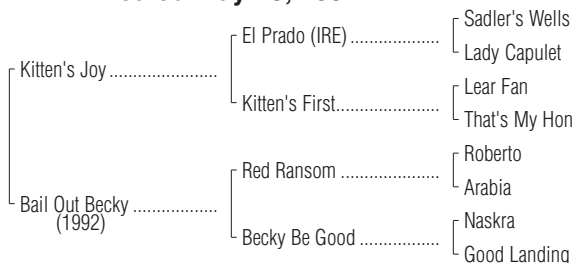 Sadler's Wells
El Prado (IRE)
Lady Capulet
Kitten's Joy
Lear Fan
Kitten's First
That's My Hon
Roberto
Red Ransom
Arabia
Bail Out Becky
(1992)
Naskra
Becky Be Good
Good Landing